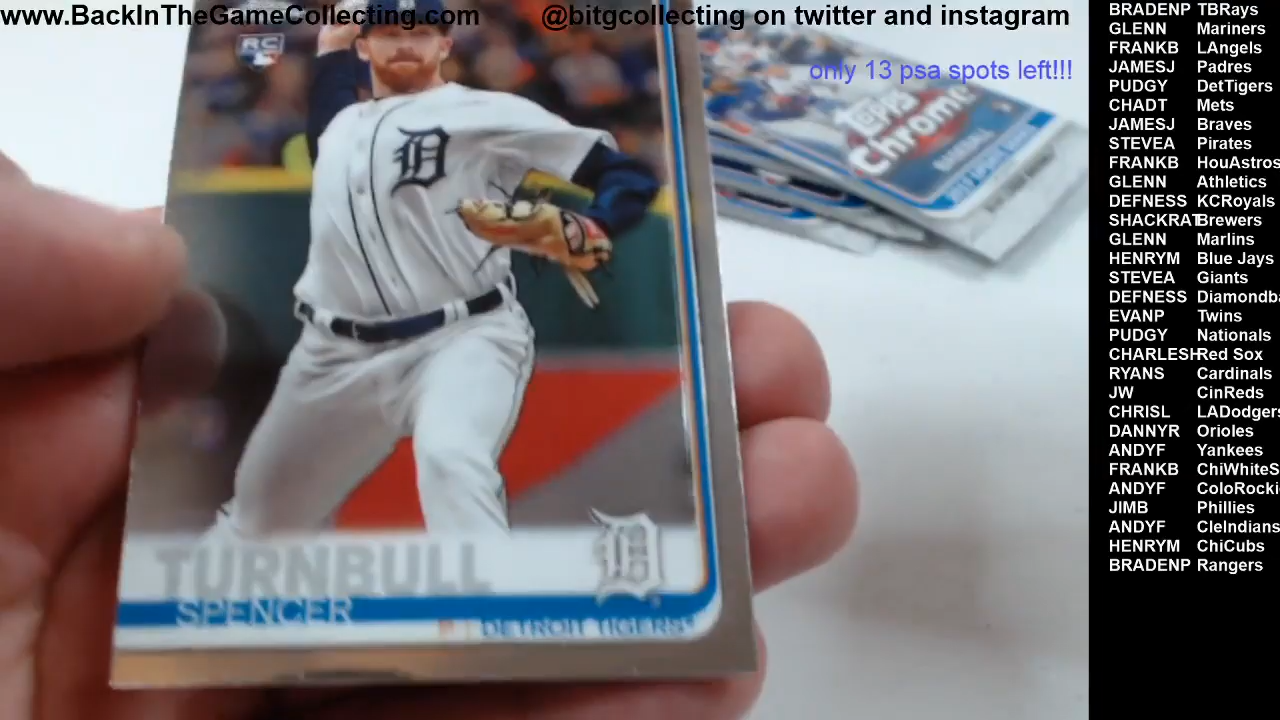 www.BackInTheGameCollecting.com @bitgcollecting on twitter and instagram
only 13 psa spots left!!!
RC
D
TOPPS
Chrome
BASEBALL
TURNBULL
SPENCER
DETROIT TIGERS
BRADENP TBRays
GLENN Mariners
FRANKB LAngels
JAMESJ Padres
PUDGY DetTigers
CHADT Mets
JAMESJ Braves
STEVEA Pirates
FRANKB HouAstros
GLENN Athletics
DEFNESS KCRoyals
SHACKRAT Brewers
GLENN Marlins
HENRYM Blue Jays
STEVEA Giants
DEFNESS Diamondba
EVANP Twins
PUDGY Nationals
CHARLESH Red Sox
RYANS Cardinals
JW CinReds
CHRISL LADodgers
DANNYR Orioles
ANDYF Yankees
FRANKB ChiWhiteS
ANDYF ColoRocki
JIMB Phillies
ANDYF CleIndians
HENRYM ChiCubs
BRADENP Rangers